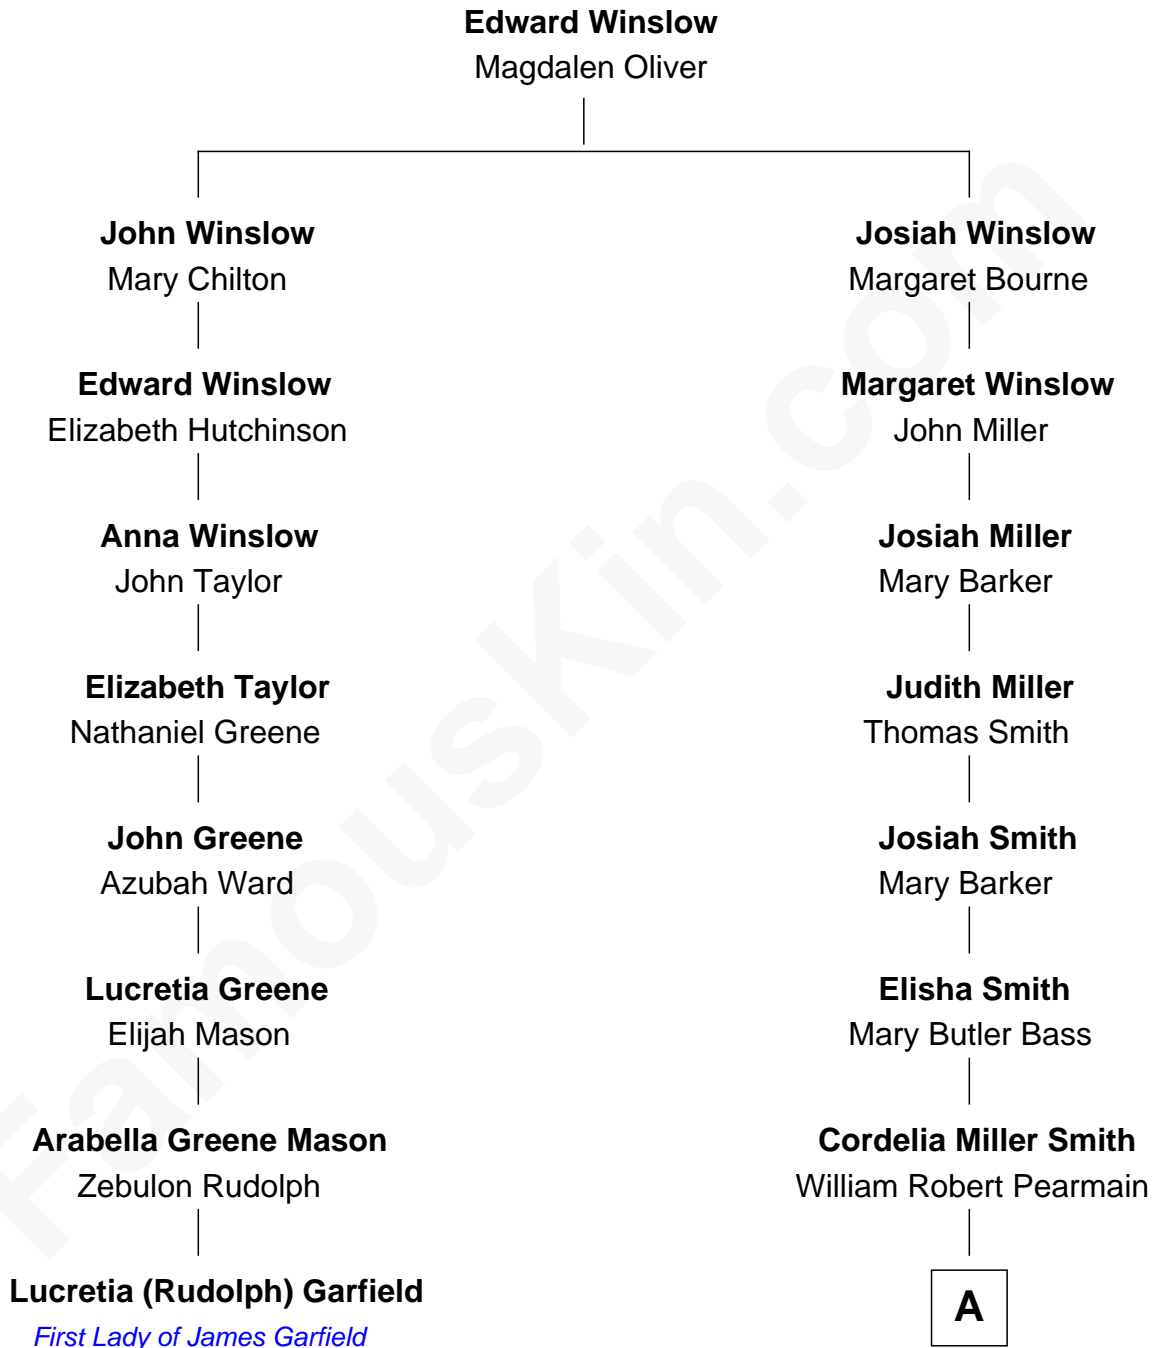 Edward Winslow
Magdalen Oliver
John Winslow
Mary Chilton
Josiah Winslow
Margaret Bourne
Edward Winslow
Elizabeth Hutchinson
Margaret Winslow
John Miller
Anna Winslow
John Taylor
Josiah Miller
Mary Barker
Elizabeth Taylor
Nathaniel Greene
Judith Miller
Thomas Smith
John Greene
Azubah Ward
Josiah Smith
Mary Barker
Lucretia Greene
Elijah Mason
Elisha Smith
Mary Butler Bass
Arabella Greene Mason
Zebulon Rudolph
Cordelia Miller Smith
William Robert Pearmain
Lucretia (Rudolph) Garfield
First Lady of James Garfield
A
FamousKin.com